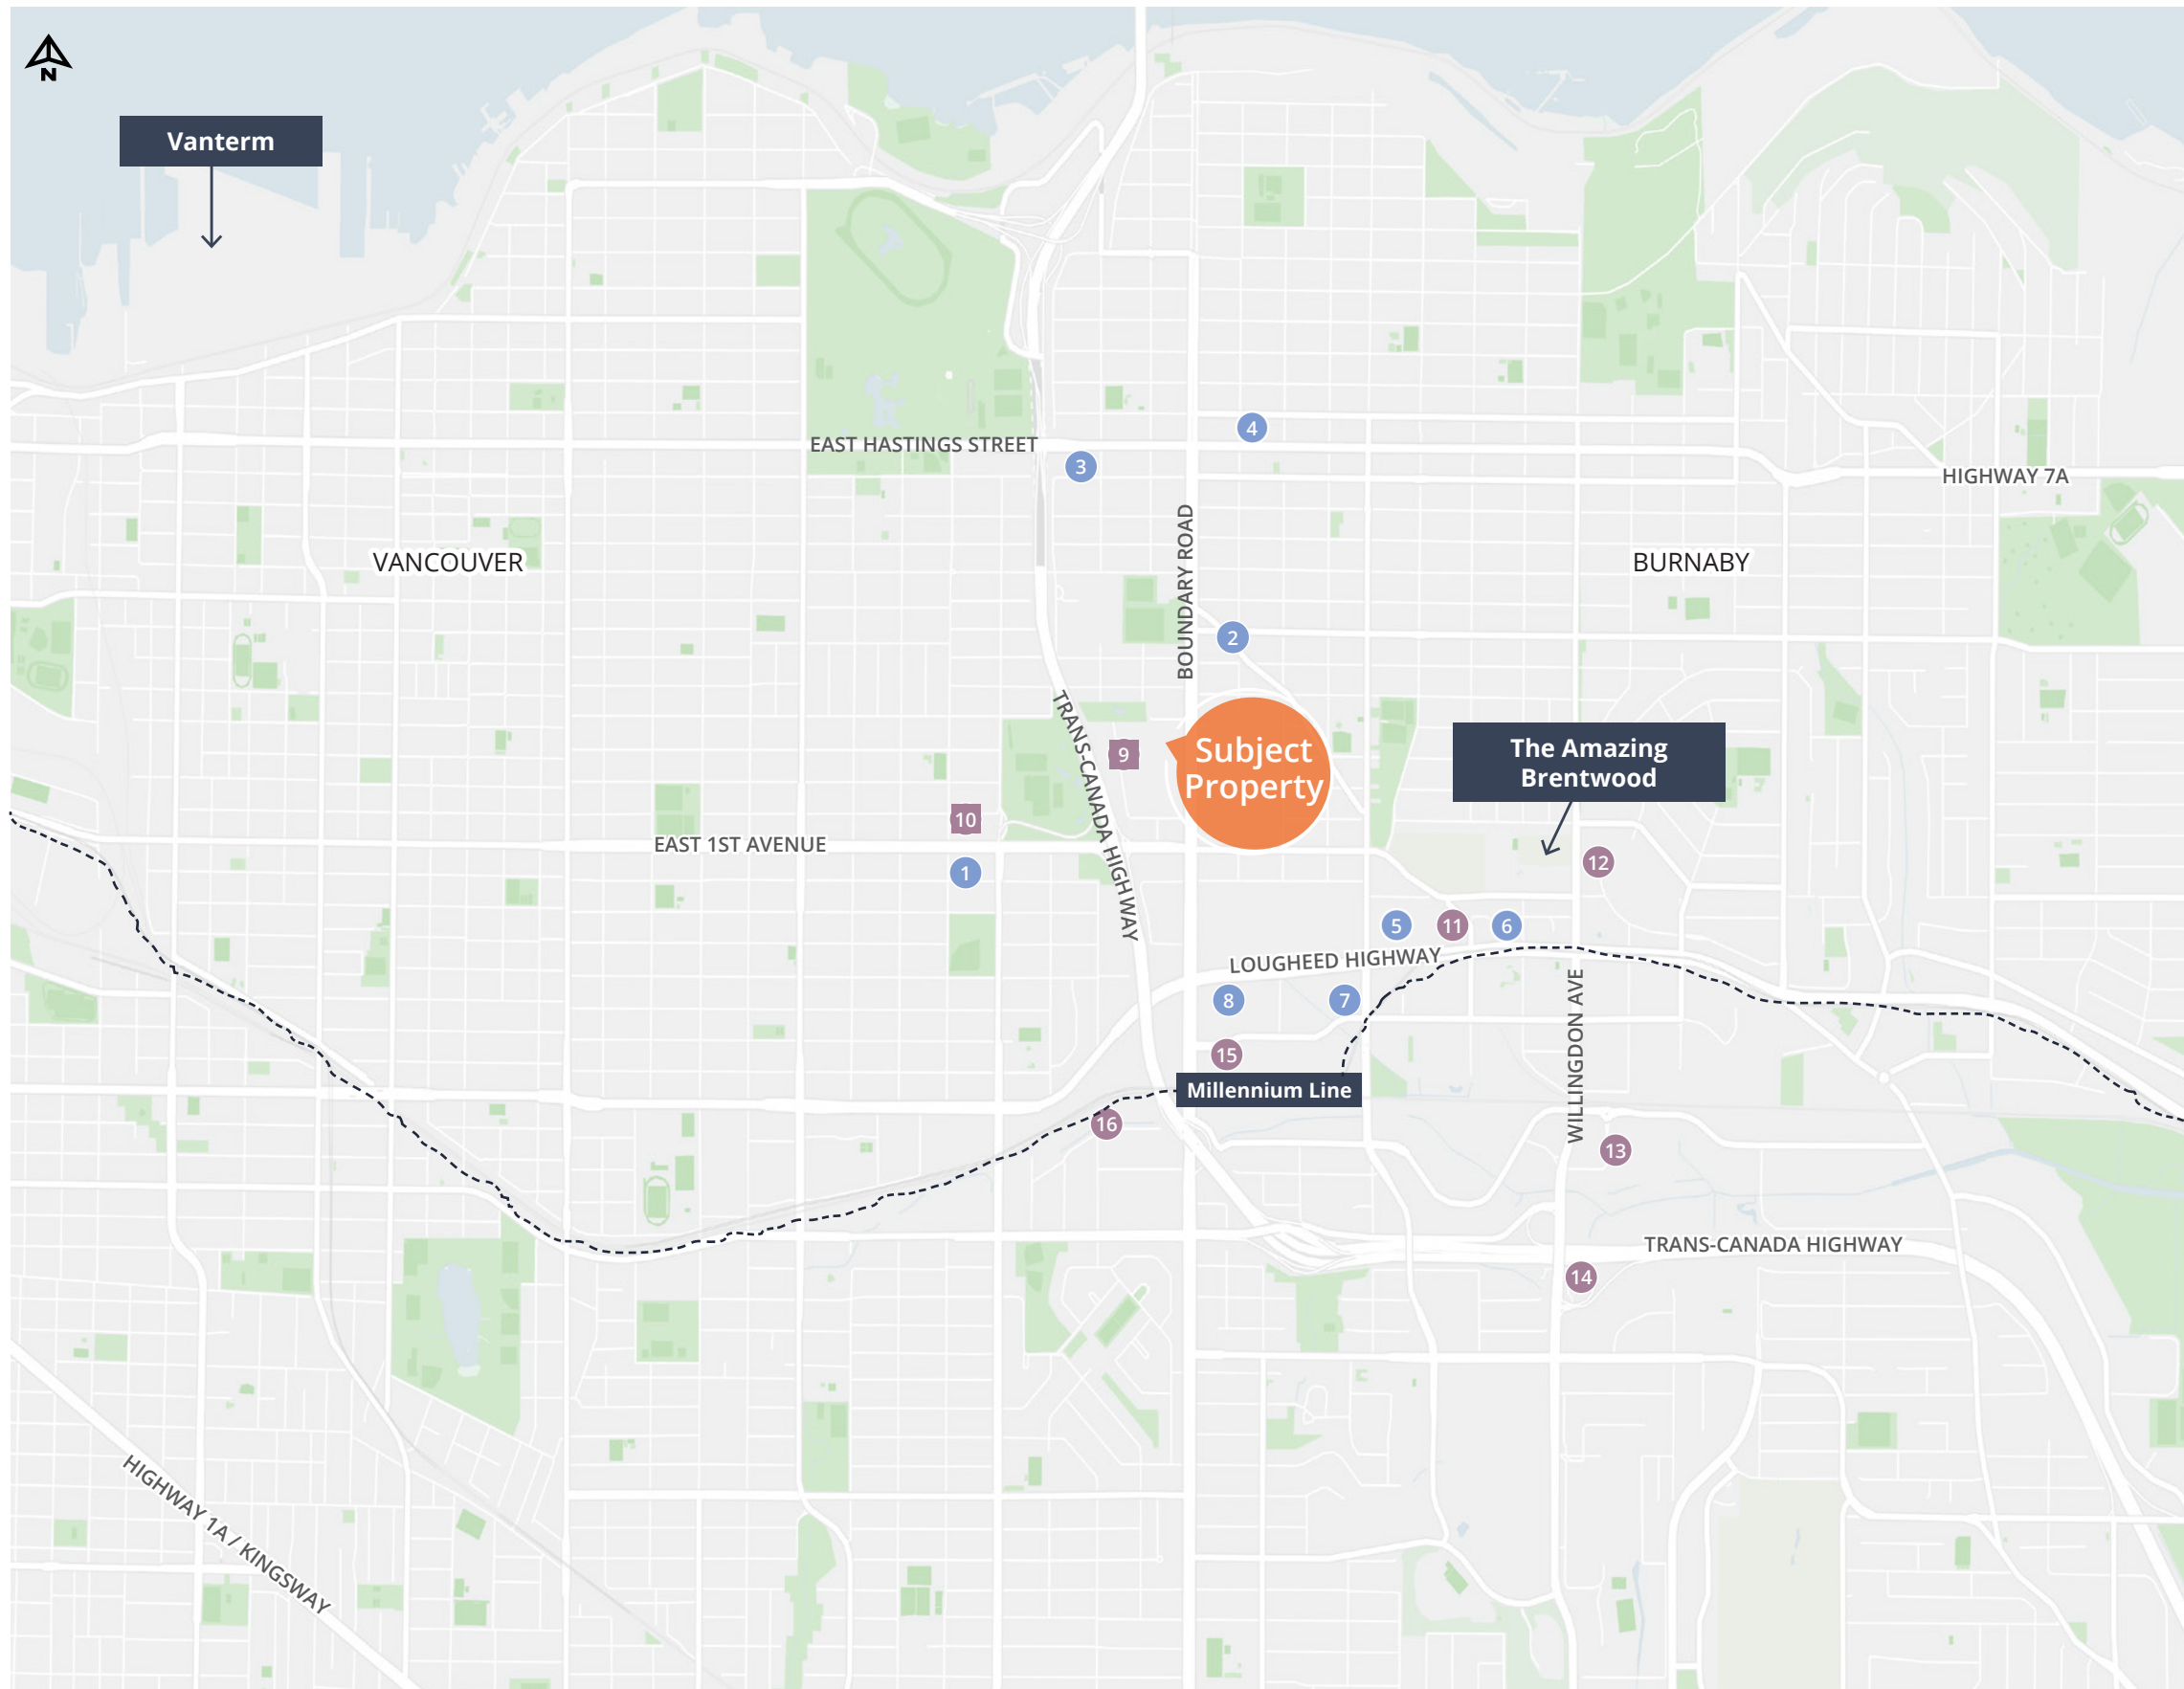 N
Vanterm
4
EAST HASTINGS STREET
3
HIGHWAY 7A
BOUNDARY ROAD
VANCOUVER
BURNABY
2
TRANS-CANADA HIGHWAY
9
Subject
Property
The Amazing
Brentwood
10
EAST 1ST AVENUE
1
12
5
11
6
LOUGHEED HIGHWAY
8
7
WILLINGDON AVE
15
Millennium Line
16
13
TRANS-CANADA HIGHWAY
14
HIGHWAY 1A / KINGSWAY